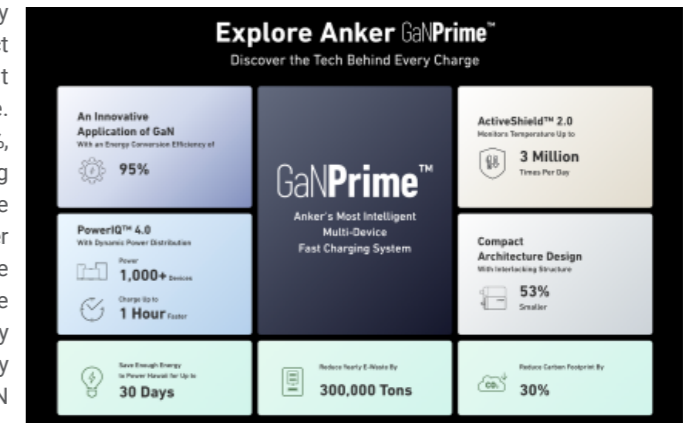 Explore Anker GaNPrime™
Discover the Tech Behind Every Charge
An Innovative
Application of GaN
With an Energy Conversion Efficiency of
95%
GaNPrime™
Anker's Most Intelligent
Multi-Device
Fast Charging System
ActiveShield™ 2.0
Monitors Temperature Up to
3 Million
Times Per Day
PowerIQ™ 4.0
With Dynamic Power Distribution
Power
1,000+ Devices
Charge Up to
1 Hour Faster
Compact
Architecture Design
With Interlocking Structure
53%
Smaller
Save Enough Energy
to Power Hawaii for Up to
30 Days
Reduce Yearly E-Waste By
300,000 Tons
Reduce Carbon Footprint By
CO₂
30%